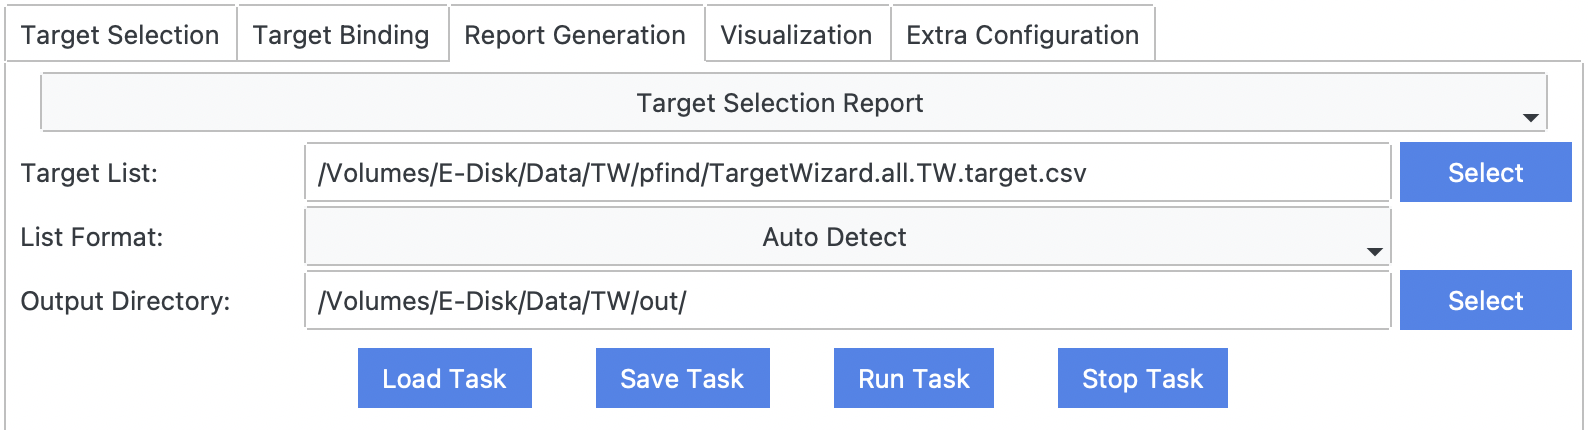 Target Selection Target Binding Report Generation Visualization Extra Configuration
Target Selection Report
Target List: /Volumes/E-Disk/Data/TW/pfind/TargetWizard.all.TW.target.csv Select
List Format: Auto Detect
Output Directory: /Volumes/E-Disk/Data/TW/out/ Select
Load Task Save Task Run Task Stop Task